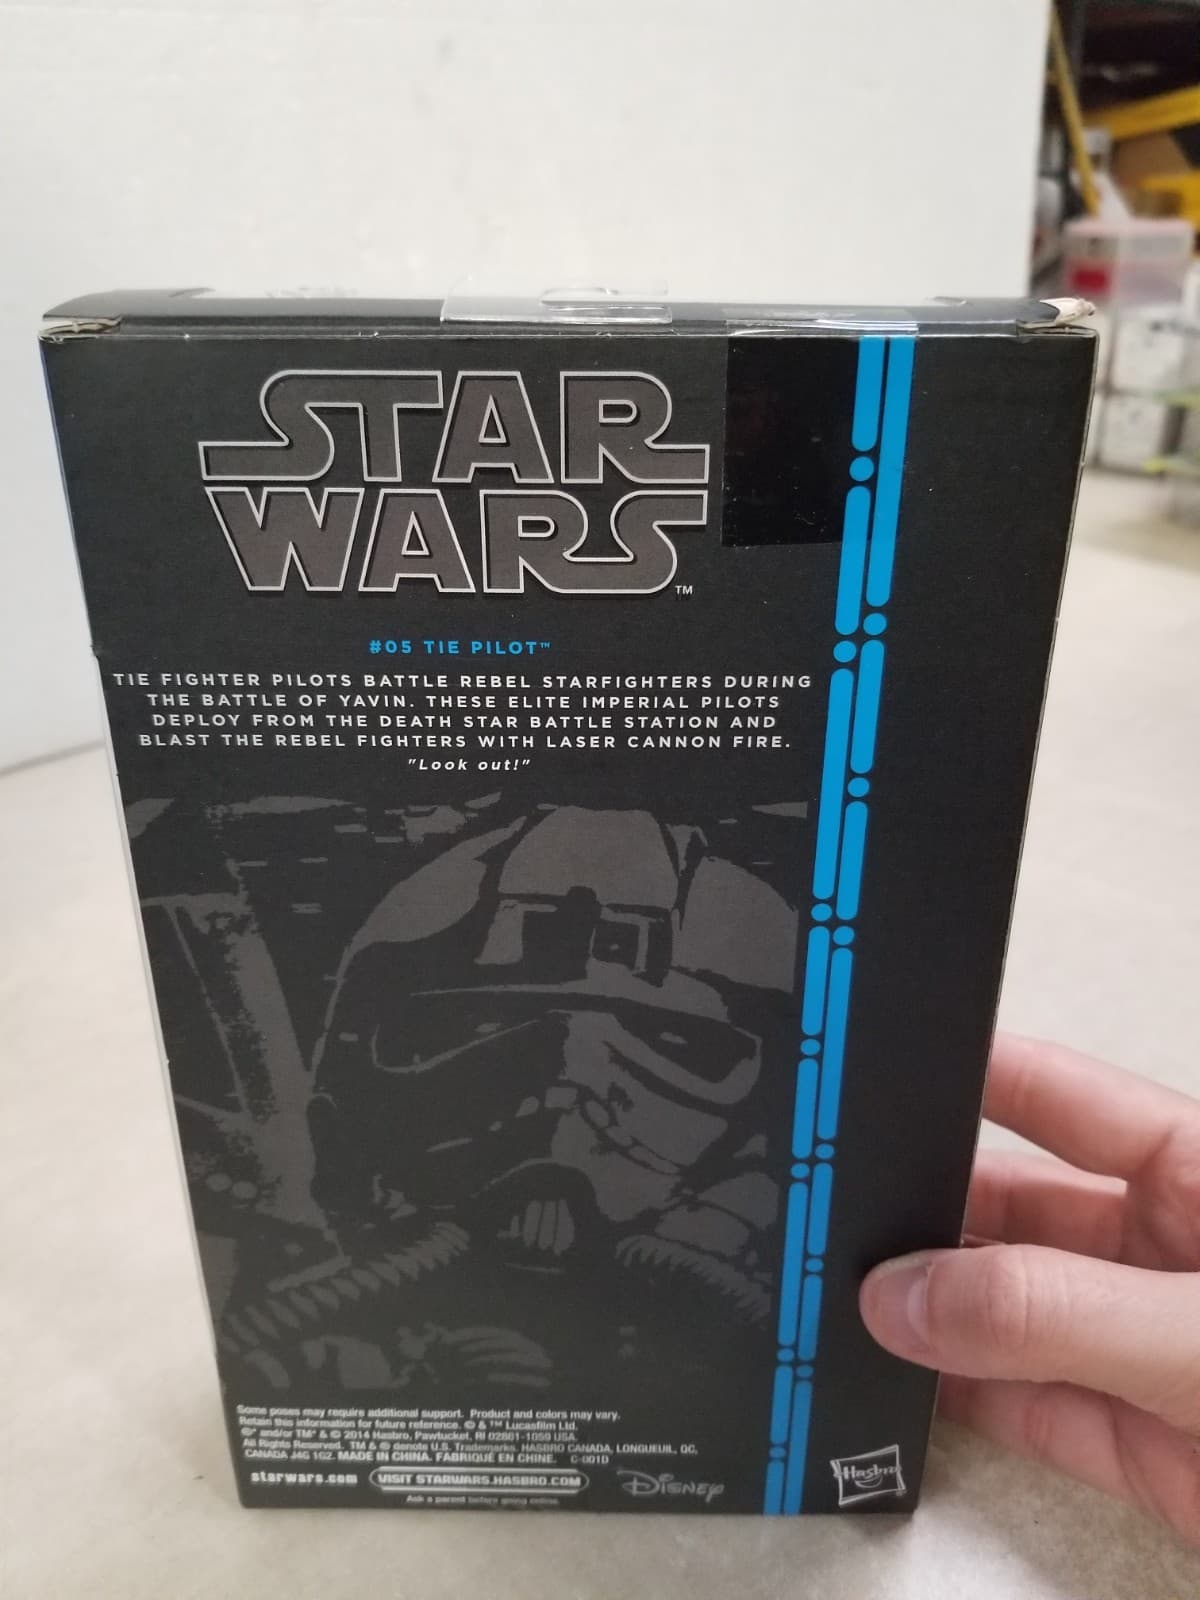 STAR
WARS
TM
#05 TIE PILOT™
TIE FIGHTER PILOTS BATTLE REBEL STARFIGHTERS DURING
THE BATTLE OF YAVIN. THESE ELITE IMPERIAL PILOTS
DEPLOY FROM THE DEATH STAR BATTLE STATION AND
BLAST THE REBEL FIGHTERS WITH LASER CANNON FIRE.
"Look out!"
Some poses may require additional support. Product and colors may vary.
Retain this information for future reference. © & ™ Lucasfilm Ltd.
®* and/or TM* & © 2014 Hasbro, Pawtucket, RI 02861-1059 USA.
All Rights Reserved. TM & ® denote U.S. Trademarks. HASBRO CANADA, LONGUEUIL, QC,
CANADA J4G 1G2. MADE IN CHINA. FABRIQUÉ EN CHINE. C-001D
starwars.com VISIT STARWARS.HASBRO.COM DISNEY Hasbro
Ask a parent before going online